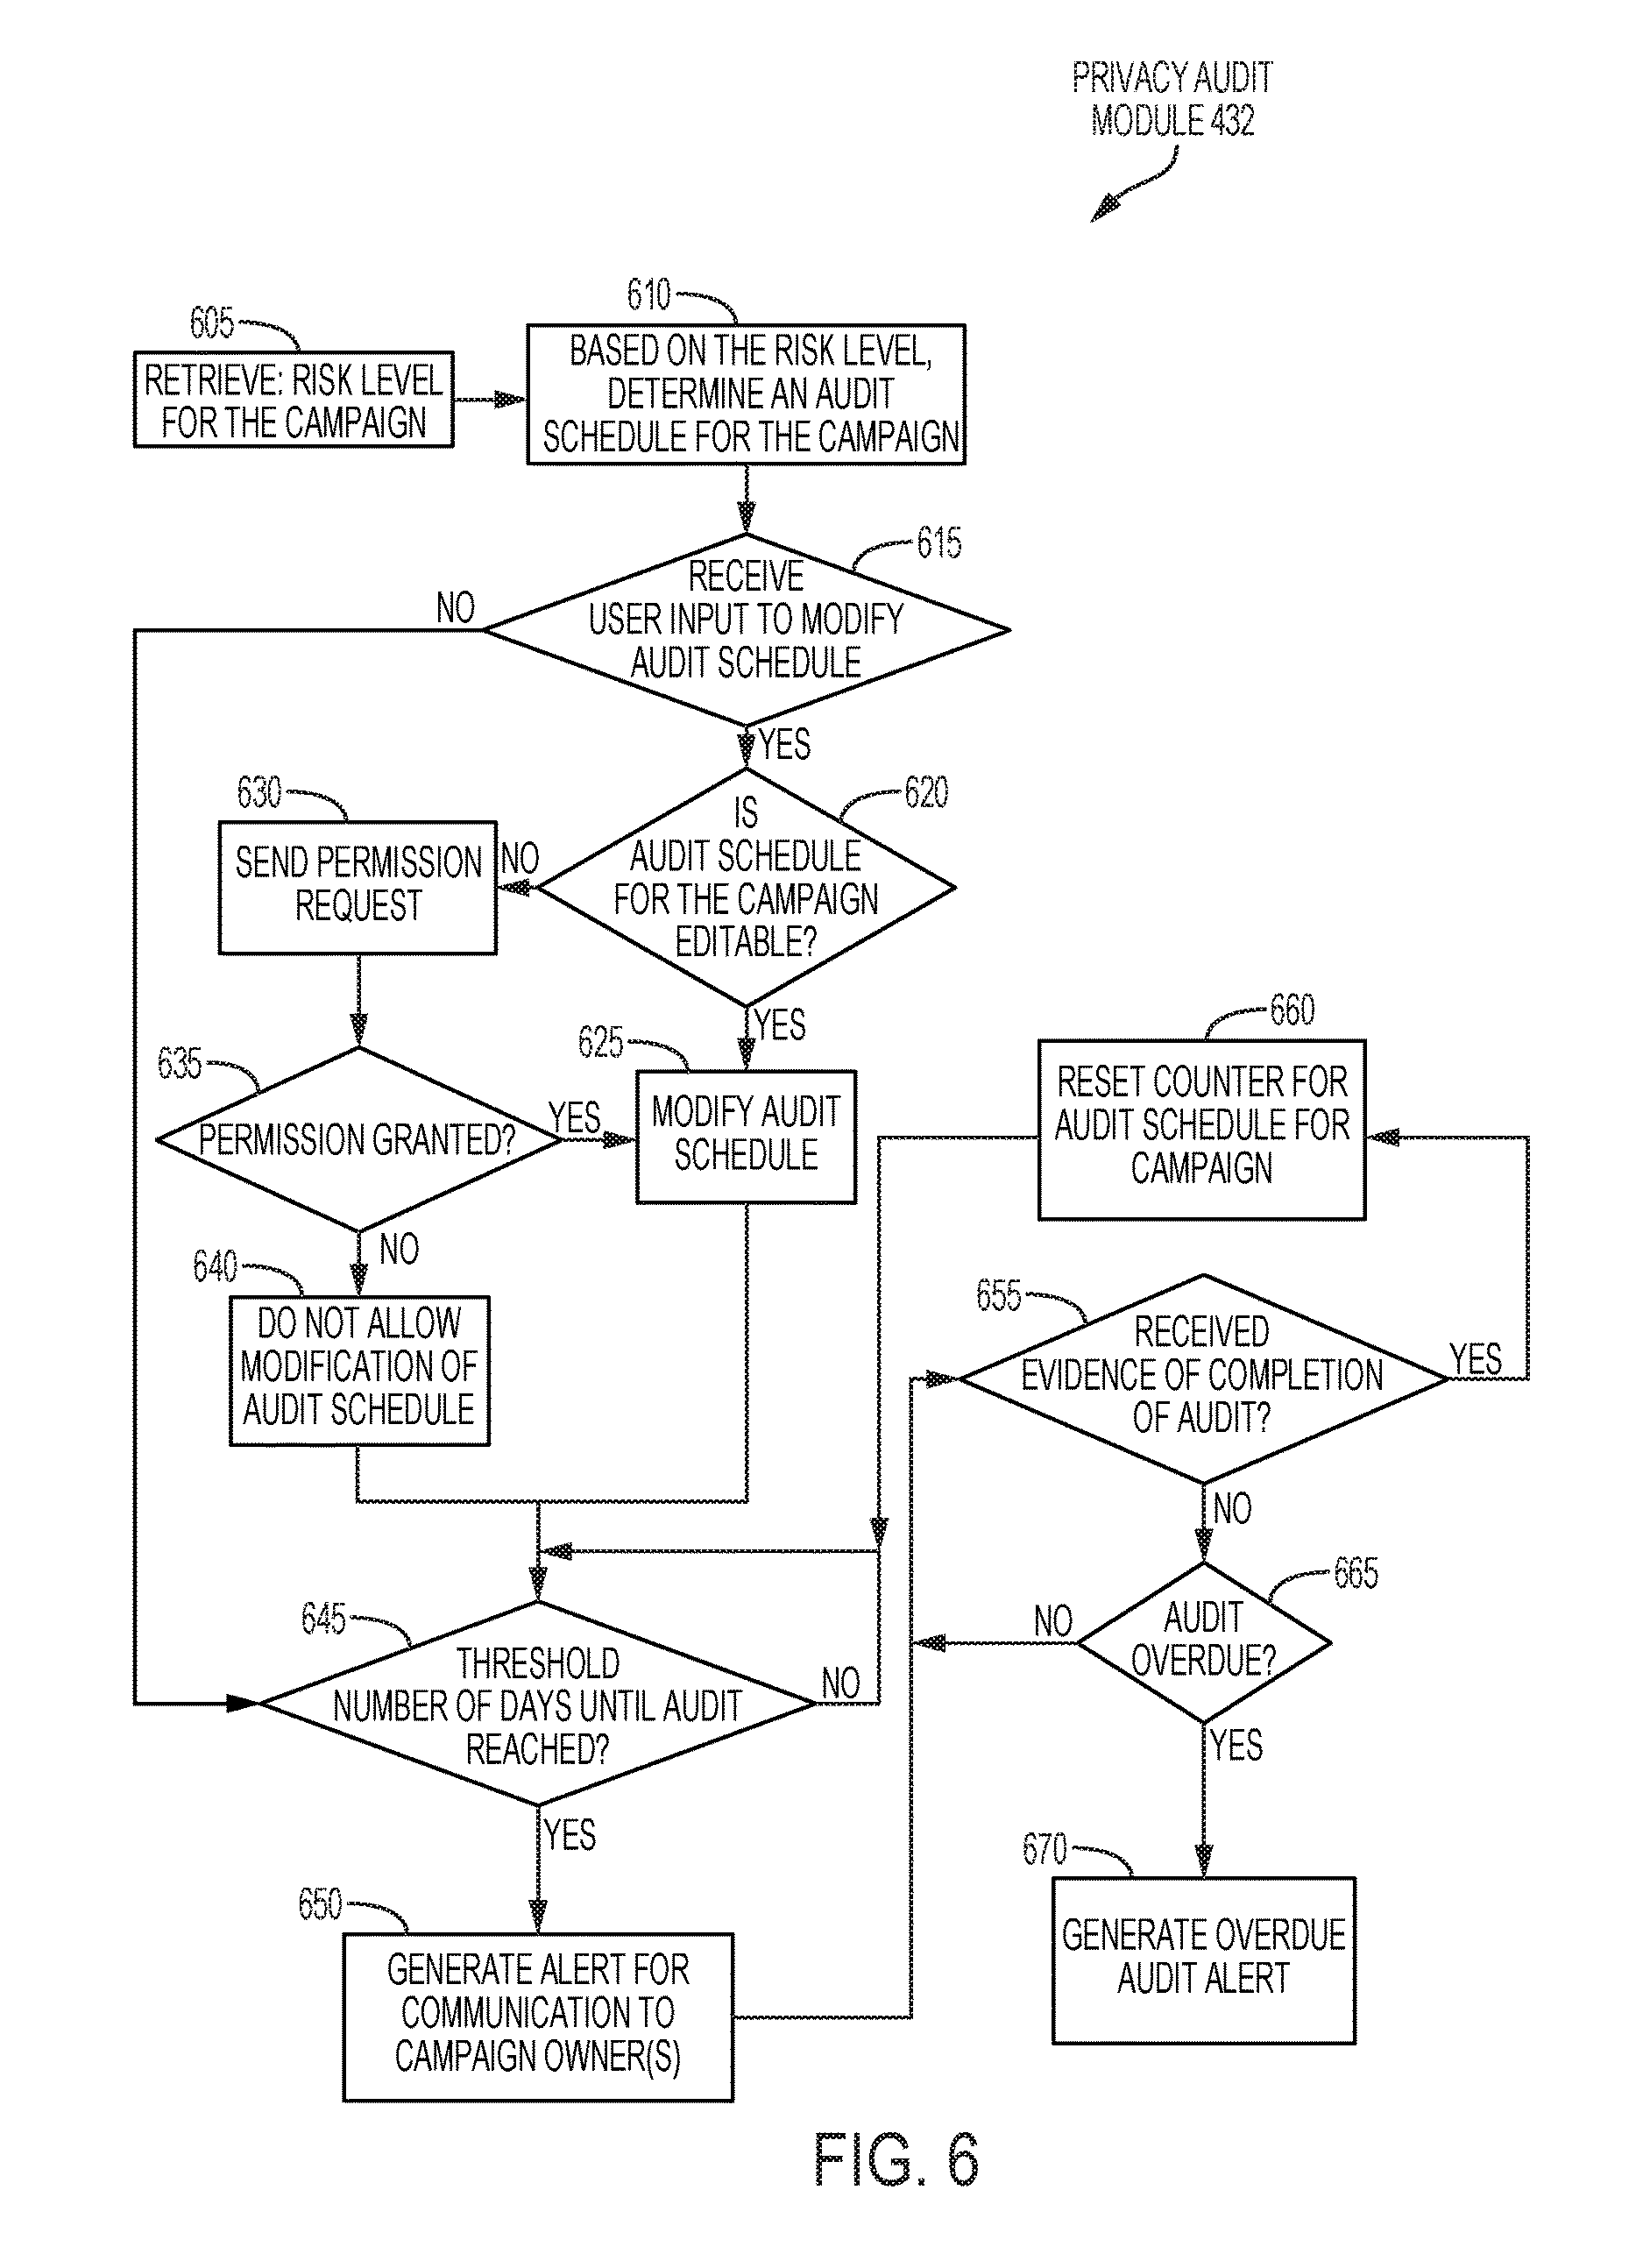 PRIVACY AUDIT
MODULE 432
605
RETRIEVE: RISK LEVEL
FOR THE CAMPAIGN
610
BASED ON THE RISK LEVEL,
DETERMINE AN AUDIT
SCHEDULE FOR THE CAMPAIGN
615
RECEIVE
USER INPUT TO MODIFY
AUDIT SCHEDULE
NO
YES
620
IS
AUDIT SCHEDULE
FOR THE CAMPAIGN
EDITABLE?
NO
YES
630
SEND PERMISSION
REQUEST
635
PERMISSION GRANTED?
YES
NO
625
MODIFY AUDIT
SCHEDULE
640
DO NOT ALLOW
MODIFICATION OF
AUDIT SCHEDULE
645
THRESHOLD
NUMBER OF DAYS UNTIL AUDIT
REACHED?
NO
YES
650
GENERATE ALERT FOR
COMMUNICATION TO
CAMPAIGN OWNER(S)
660
RESET COUNTER FOR
AUDIT SCHEDULE FOR
CAMPAIGN
655
RECEIVED
EVIDENCE OF COMPLETION
OF AUDIT?
YES
NO
665
AUDIT
OVERDUE?
NO
YES
670
GENERATE OVERDUE
AUDIT ALERT
FIG. 6